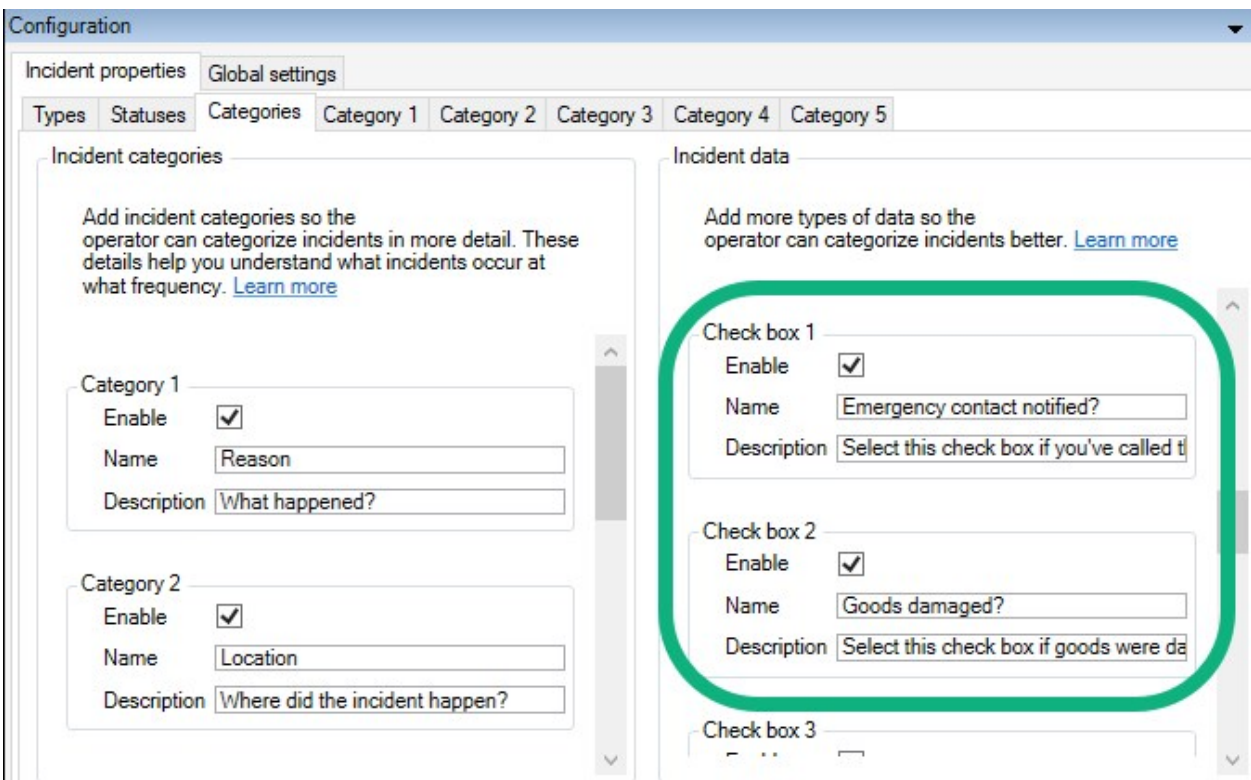 Configuration
Incident properties Global settings
Types Statuses Categories Category 1 Category 2 Category 3 Category 4 Category 5
Incident categories
Add incident categories so the
operator can categorize incidents in more detail. These
details help you understand what incidents occur at
what frequency. Learn more
Category 1
Enable
Name Reason
Description What happened?
Category 2
Enable
Name Location
Description Where did the incident happen?
Incident data
Add more types of data so the
operator can categorize incidents better. Learn more
Check box 1
Enable
Name Emergency contact notified?
Description Select this check box if you've called
Check box 2
Enable
Name Goods damaged?
Description Select this check box if goods were
Check box 3